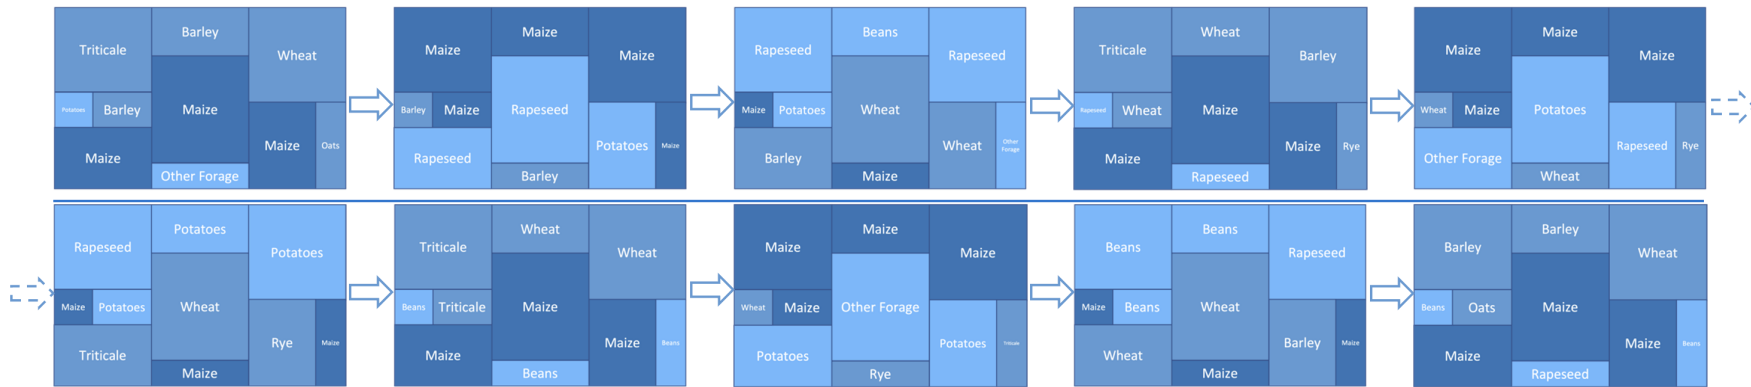 Triticale
Barley
Wheat
Potatoes
Barley
Maize
Maize
Maize
Oats
Other Forage
Maize
Maize
Maize
Barley
Maize
Rapeseed
Rapeseed
Potatoes
Maize
Barley
Rapeseed
Beans
Rapeseed
Maize
Potatoes
Wheat
Barley
Wheat
Other
Forage
Maize
Triticale
Wheat
Barley
Rapeseed
Wheat
Maize
Maize
Maize
Rye
Rapeseed
Maize
Maize
Maize
Wheat
Maize
Potatoes
Other Forage
Rapeseed
Rye
Wheat
Rapeseed
Potatoes
Potatoes
Maize
Potatoes
Wheat
Triticale
Rye
Maize
Maize
Triticale
Wheat
Wheat
Beans
Triticale
Maize
Maize
Maize
Beans
Beans
Maize
Maize
Maize
Wheat
Maize
Other Forage
Potatoes
Potatoes
Triticale
Rye
Beans
Beans
Rapeseed
Maize
Beans
Wheat
Wheat
Barley
Maize
Maize
Barley
Barley
Wheat
Beans
Oats
Maize
Maize
Maize
Beans
Rapeseed